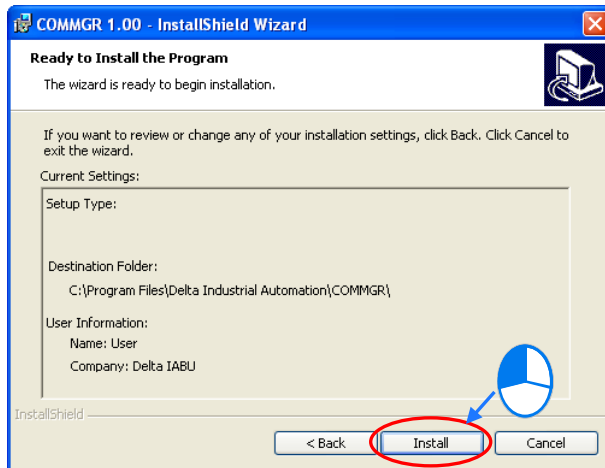 COMMGR 1.00 - InstallShield Wizard
Ready to Install the Program
The wizard is ready to begin installation.
If you want to review or change any of your installation settings, click Back. Click Cancel to
exit the wizard.
Current Settings:
Setup Type:
Destination Folder:
C:\Program Files\Delta Industrial Automation\COMMGR\
User Information:
Name: User
Company: Delta IABU
InstallShield
< Back
Install
Cancel